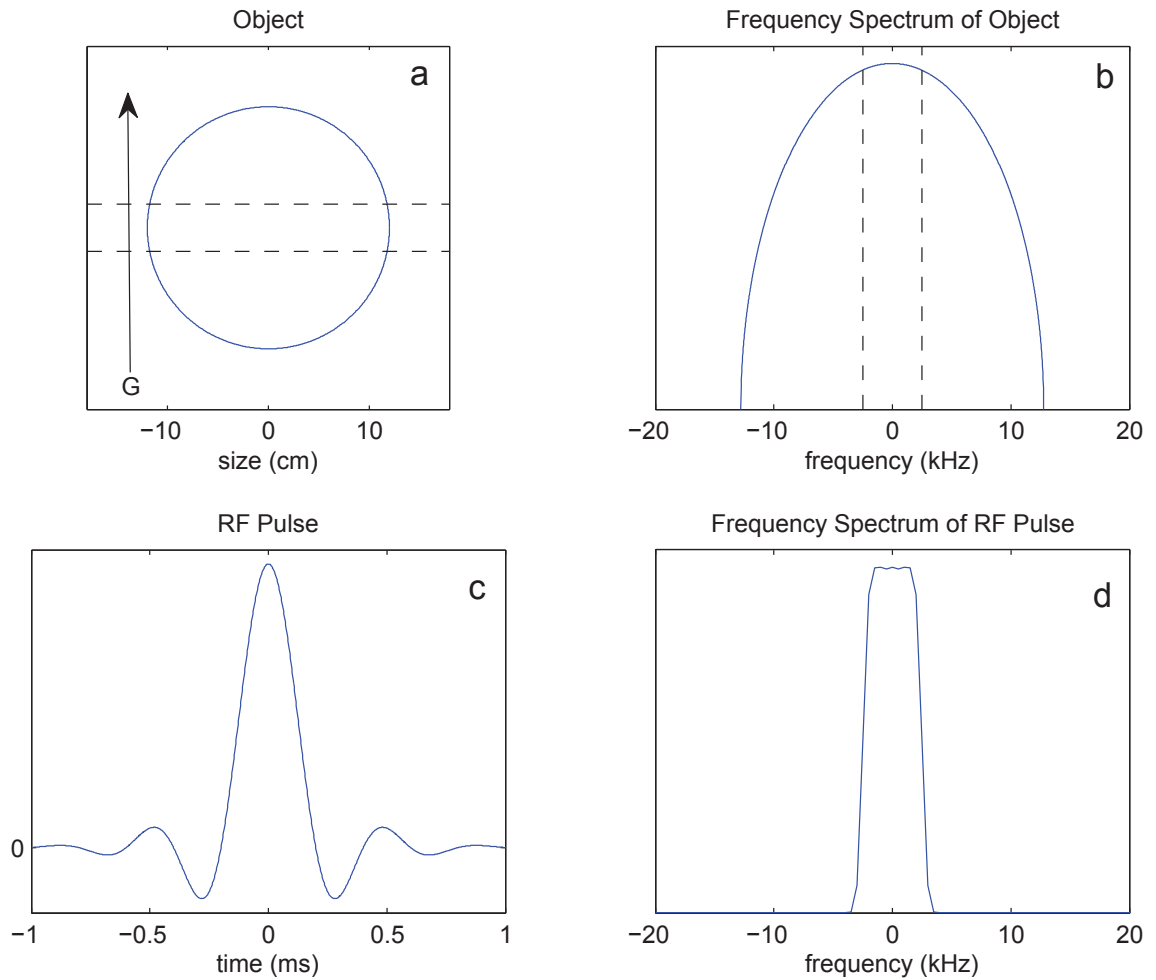 Object
a
G
−10 0 10
size (cm)
Frequency Spectrum of Object
b
−20 −10 0 10 20
frequency (kHz)
RF Pulse
c
0
−1 −0.5 0 0.5 1
time (ms)
Frequency Spectrum of RF Pulse
d
−20 −10 0 10 20
frequency (kHz)